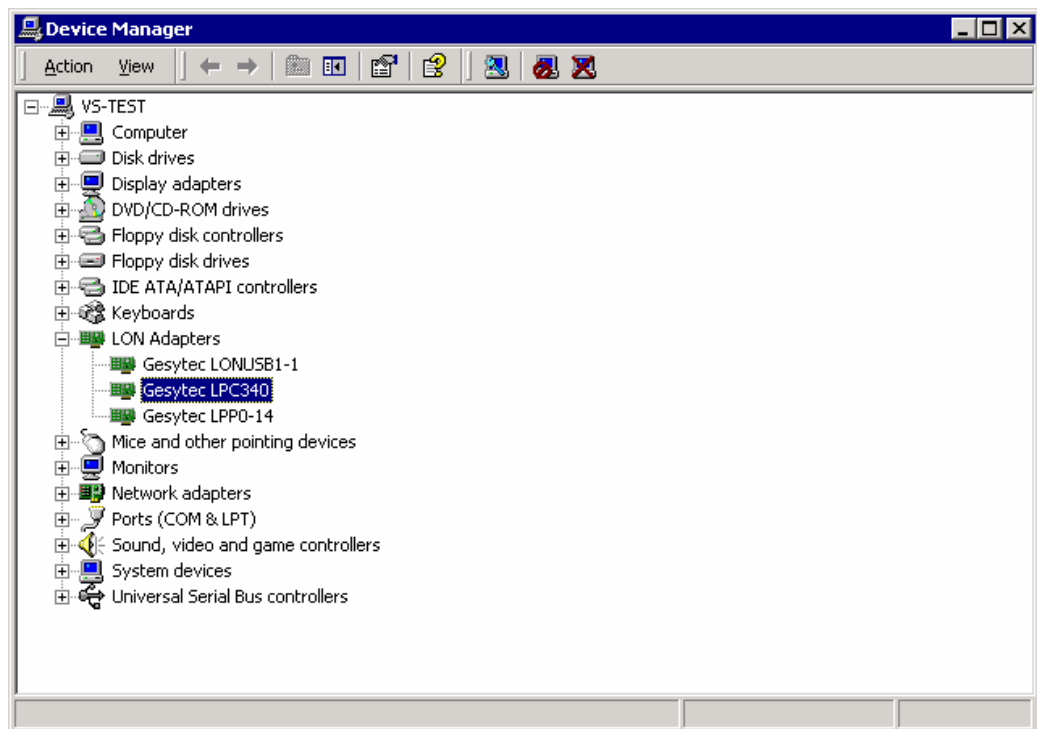 Device Manager
Action View
VS-TEST
Computer
Disk drives
Display adapters
DVD/CD-ROM drives
Floppy disk controllers
Floppy disk drives
IDE ATA/ATAPI controllers
Keyboards
LON Adapters
Gesytec LONUSB1-1
Gesytec LPC340
Gesytec LPP0-14
Mice and other pointing devices
Monitors
Network adapters
Ports (COM & LPT)
Sound, video and game controllers
System devices
Universal Serial Bus controllers